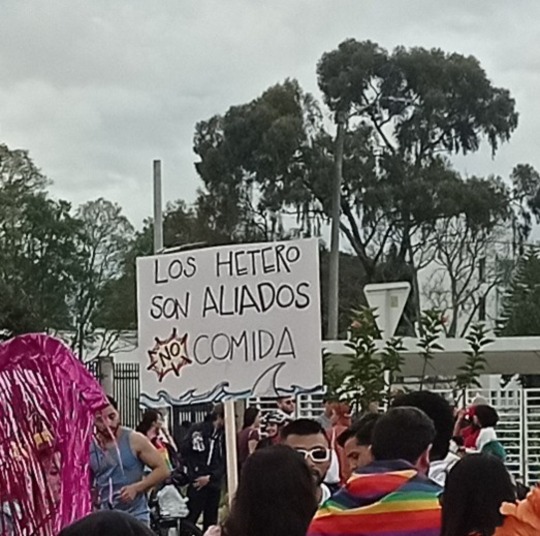 LOS HETERO
SON ALIADOS
NO COMIDA